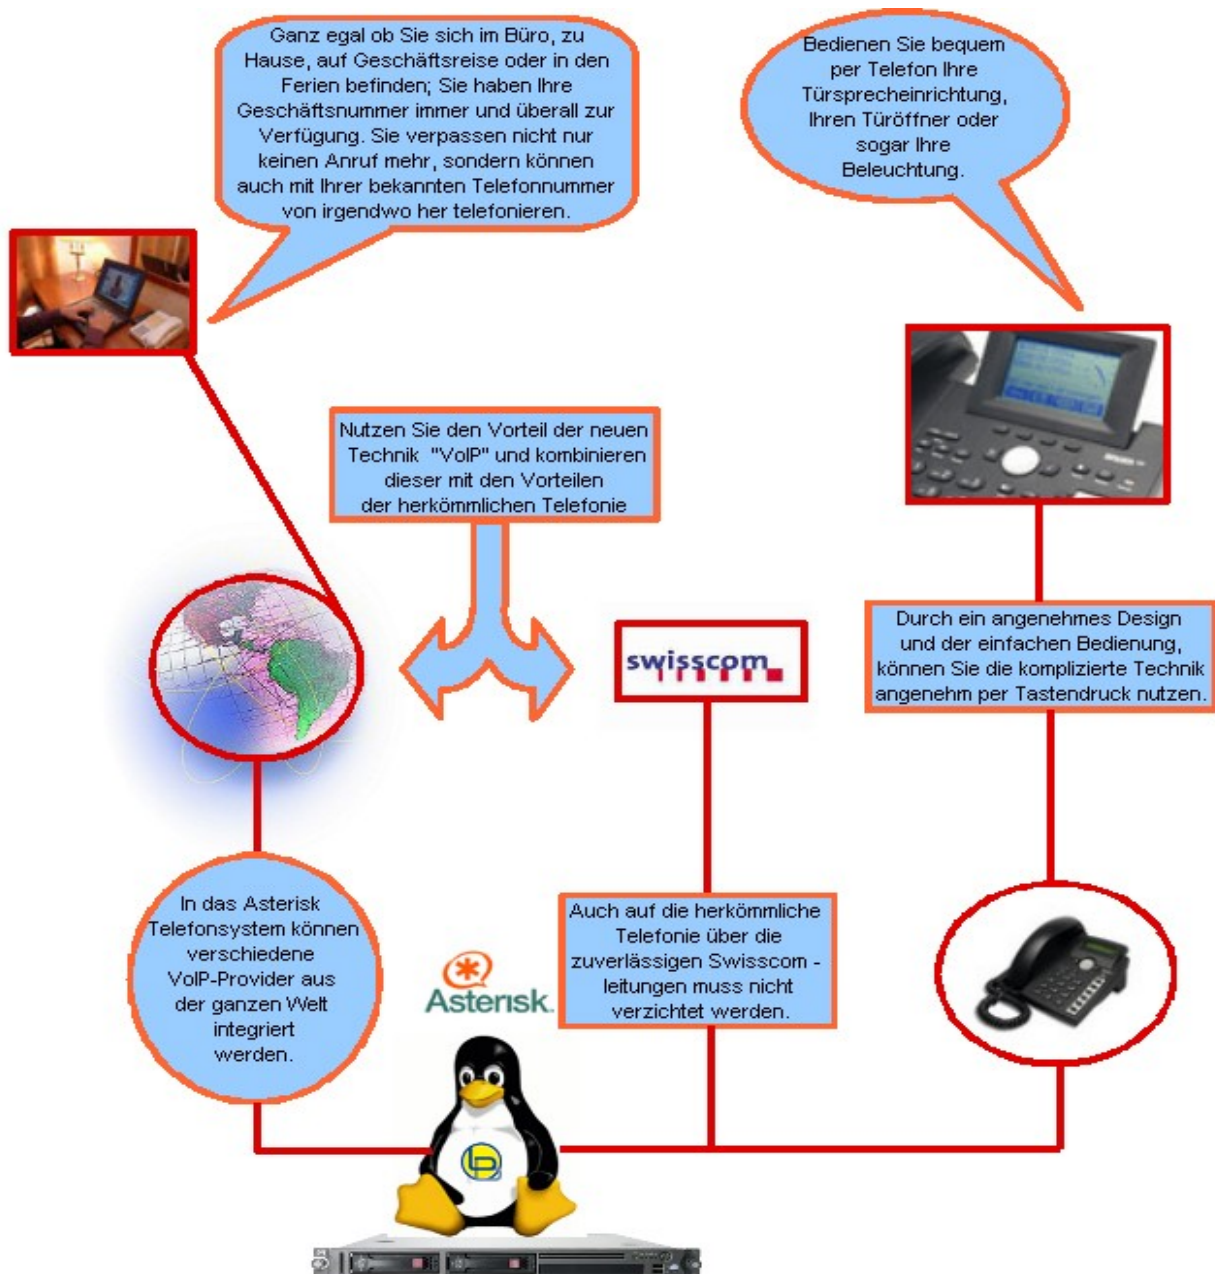 Ganz egal ob Sie sich im Büro, zu
Hause, auf Geschäftsreise oder in den
Ferien befinden; Sie haben Ihre
Geschäftsnummer immer und überall zur
Verfügung. Sie verpassen nicht nur
keinen Anruf mehr, sondern können
auch mit Ihrer bekannten Telefonnummer
von irgendwo her telefonieren.
Bedienen Sie bequem
per Telefon Ihre
Türsprecheinrichtung,
Ihren Türöffner oder
sogar Ihre
Beleuchtung.
Nutzen Sie den Vorteil der neuen
Technik "VoIP" und kombinieren
dieser mit den Vorteilen
der herkömmlichen Telefonie
swisscom
Durch ein angenehmes Design
und der einfachen Bedienung,
können Sie die komplizierte Technik
angenehm per Tastendruck nutzen.
In das Asterisk
Telefonsystem können
verschiedene
VoIP-Provider aus
der ganzen Welt
integriert
werden.
Asterisk
Auch auf die herkömmliche
Telefonie über die
zuverlässigen Swisscom -
leitungen muss nicht
verzichtet werden.